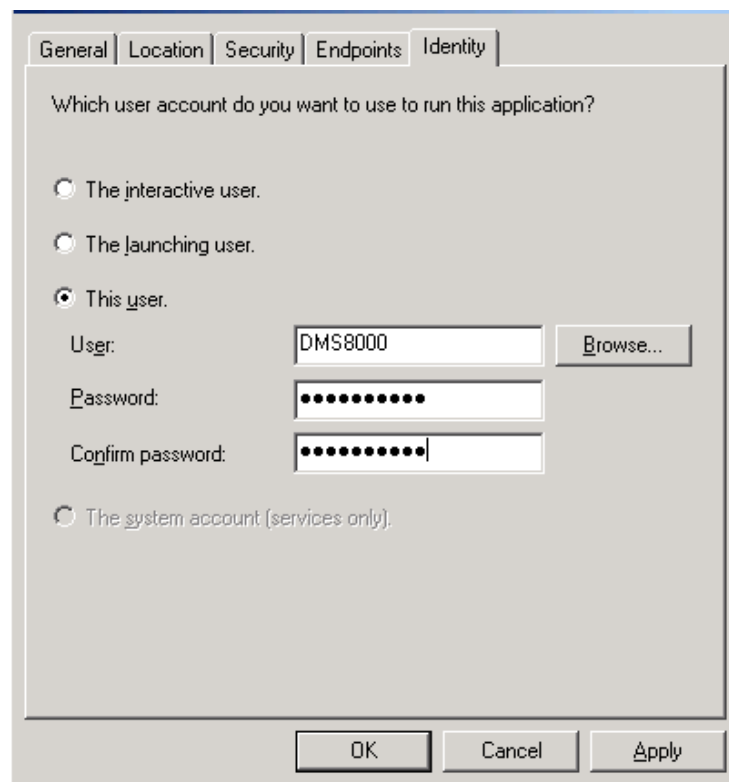 General Location Security Endpoints Identity
Which user account do you want to use to run this application?
The interactive user.
The launching user.
This user.
User: DMS8000 Browse...
Password: ●●●●●●●●●●
Confirm password: ●●●●●●●●●●
The system account (services only).
OK Cancel Apply